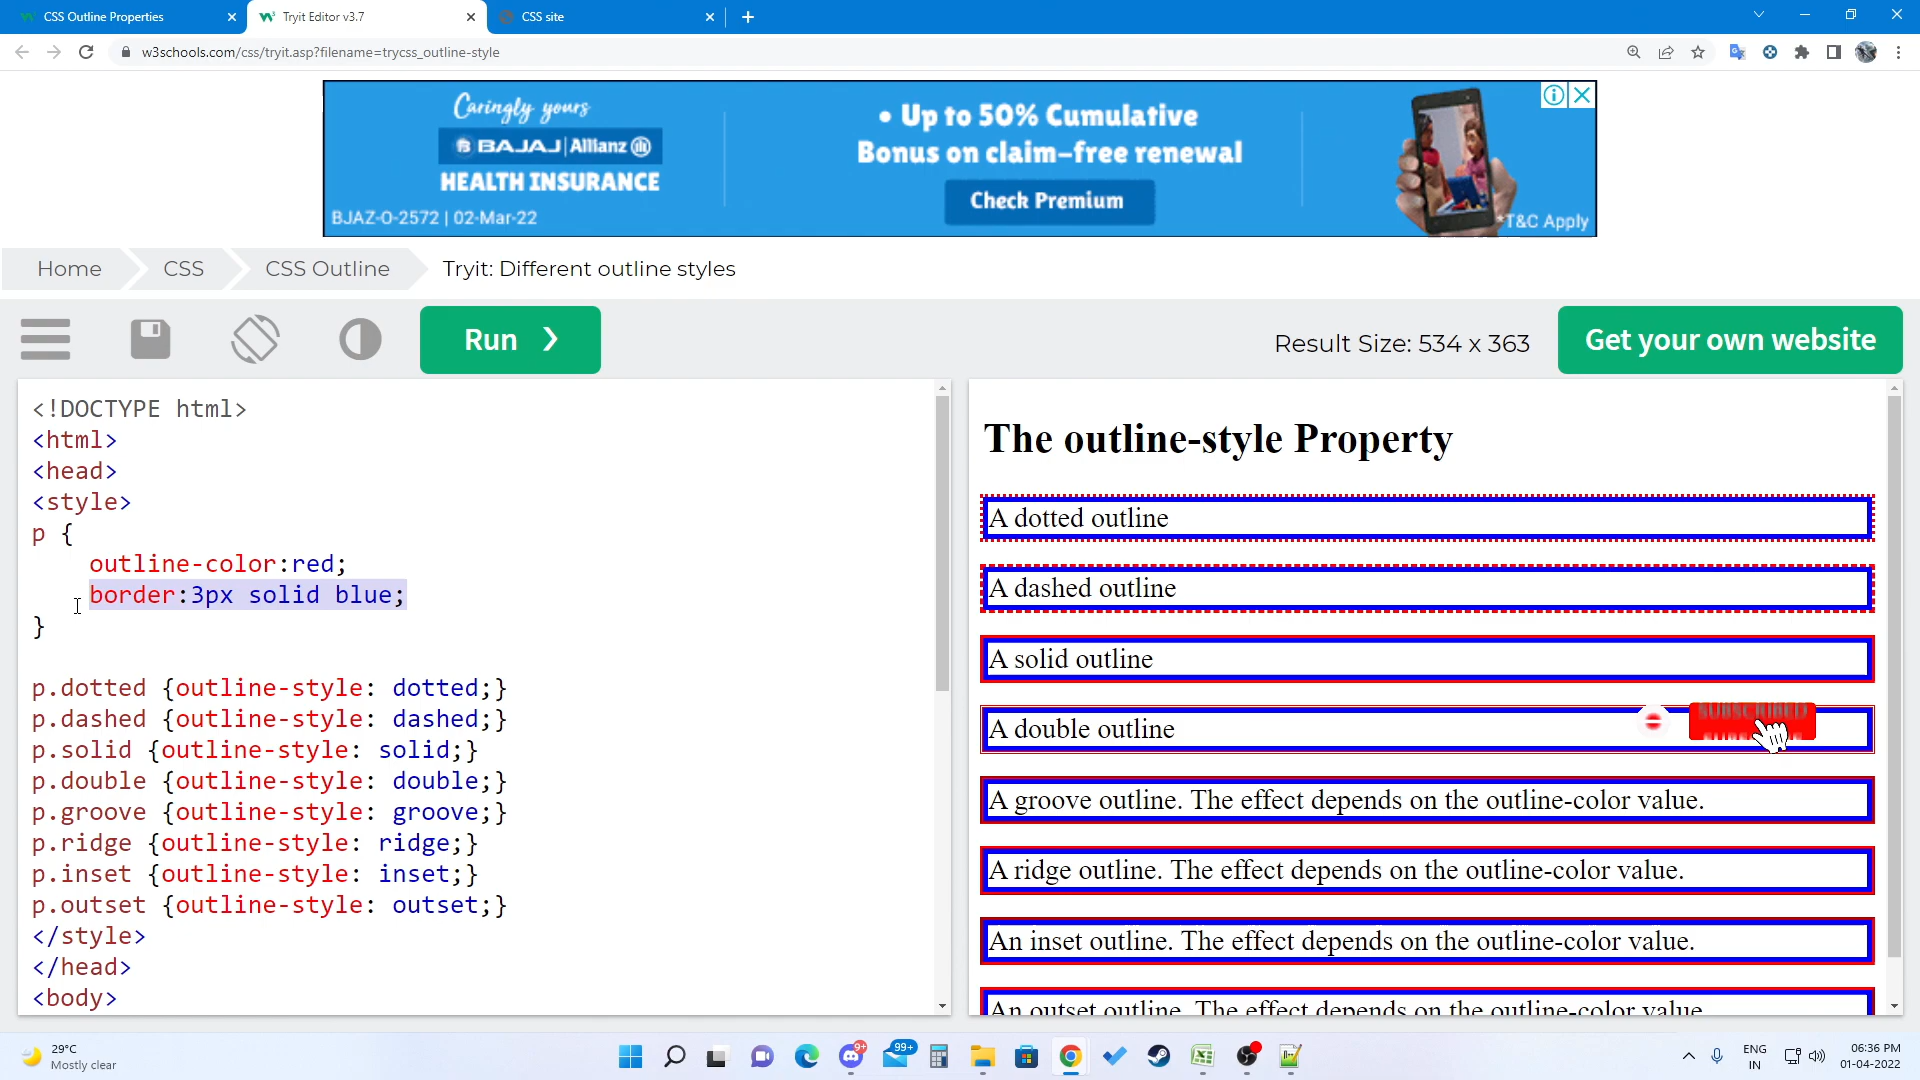 CSS Outline Properties
Tryit Editor v3.7
CSS site
w3schools.com/css/tryit.asp?filename=trycss_outline-style
Caringly yours
BAJAJ | Allianz
HEALTH INSURANCE
BJAZ-O-2572 | 02-Mar-22
• Up to 50% Cumulative
Bonus on claim-free renewal
Check Premium
*T&C Apply
Home
CSS
CSS Outline
Tryit: Different outline styles
Run ❯
Result Size: 534 x 363
Get your own website
<!DOCTYPE html>
<html>
<head>
<style>
p {
outline-color:red;
border:3px solid blue;
}
p.dotted {outline-style: dotted;}
p.dashed {outline-style: dashed;}
p.solid {outline-style: solid;}
p.double {outline-style: double;}
p.groove {outline-style: groove;}
p.ridge {outline-style: ridge;}
p.inset {outline-style: inset;}
p.outset {outline-style: outset;}
</style>
</head>
<body>
The outline-style Property
A dotted outline
A dashed outline
A solid outline
A double outline
SUBSCRIBED
A groove outline. The effect depends on the outline-color value.
A ridge outline. The effect depends on the outline-color value.
An inset outline. The effect depends on the outline-color value.
An outset outline. The effect depends on the outline-color value.
29°C
Mostly clear
9+
99+
ENG
IN
06:36 PM
01-04-2022